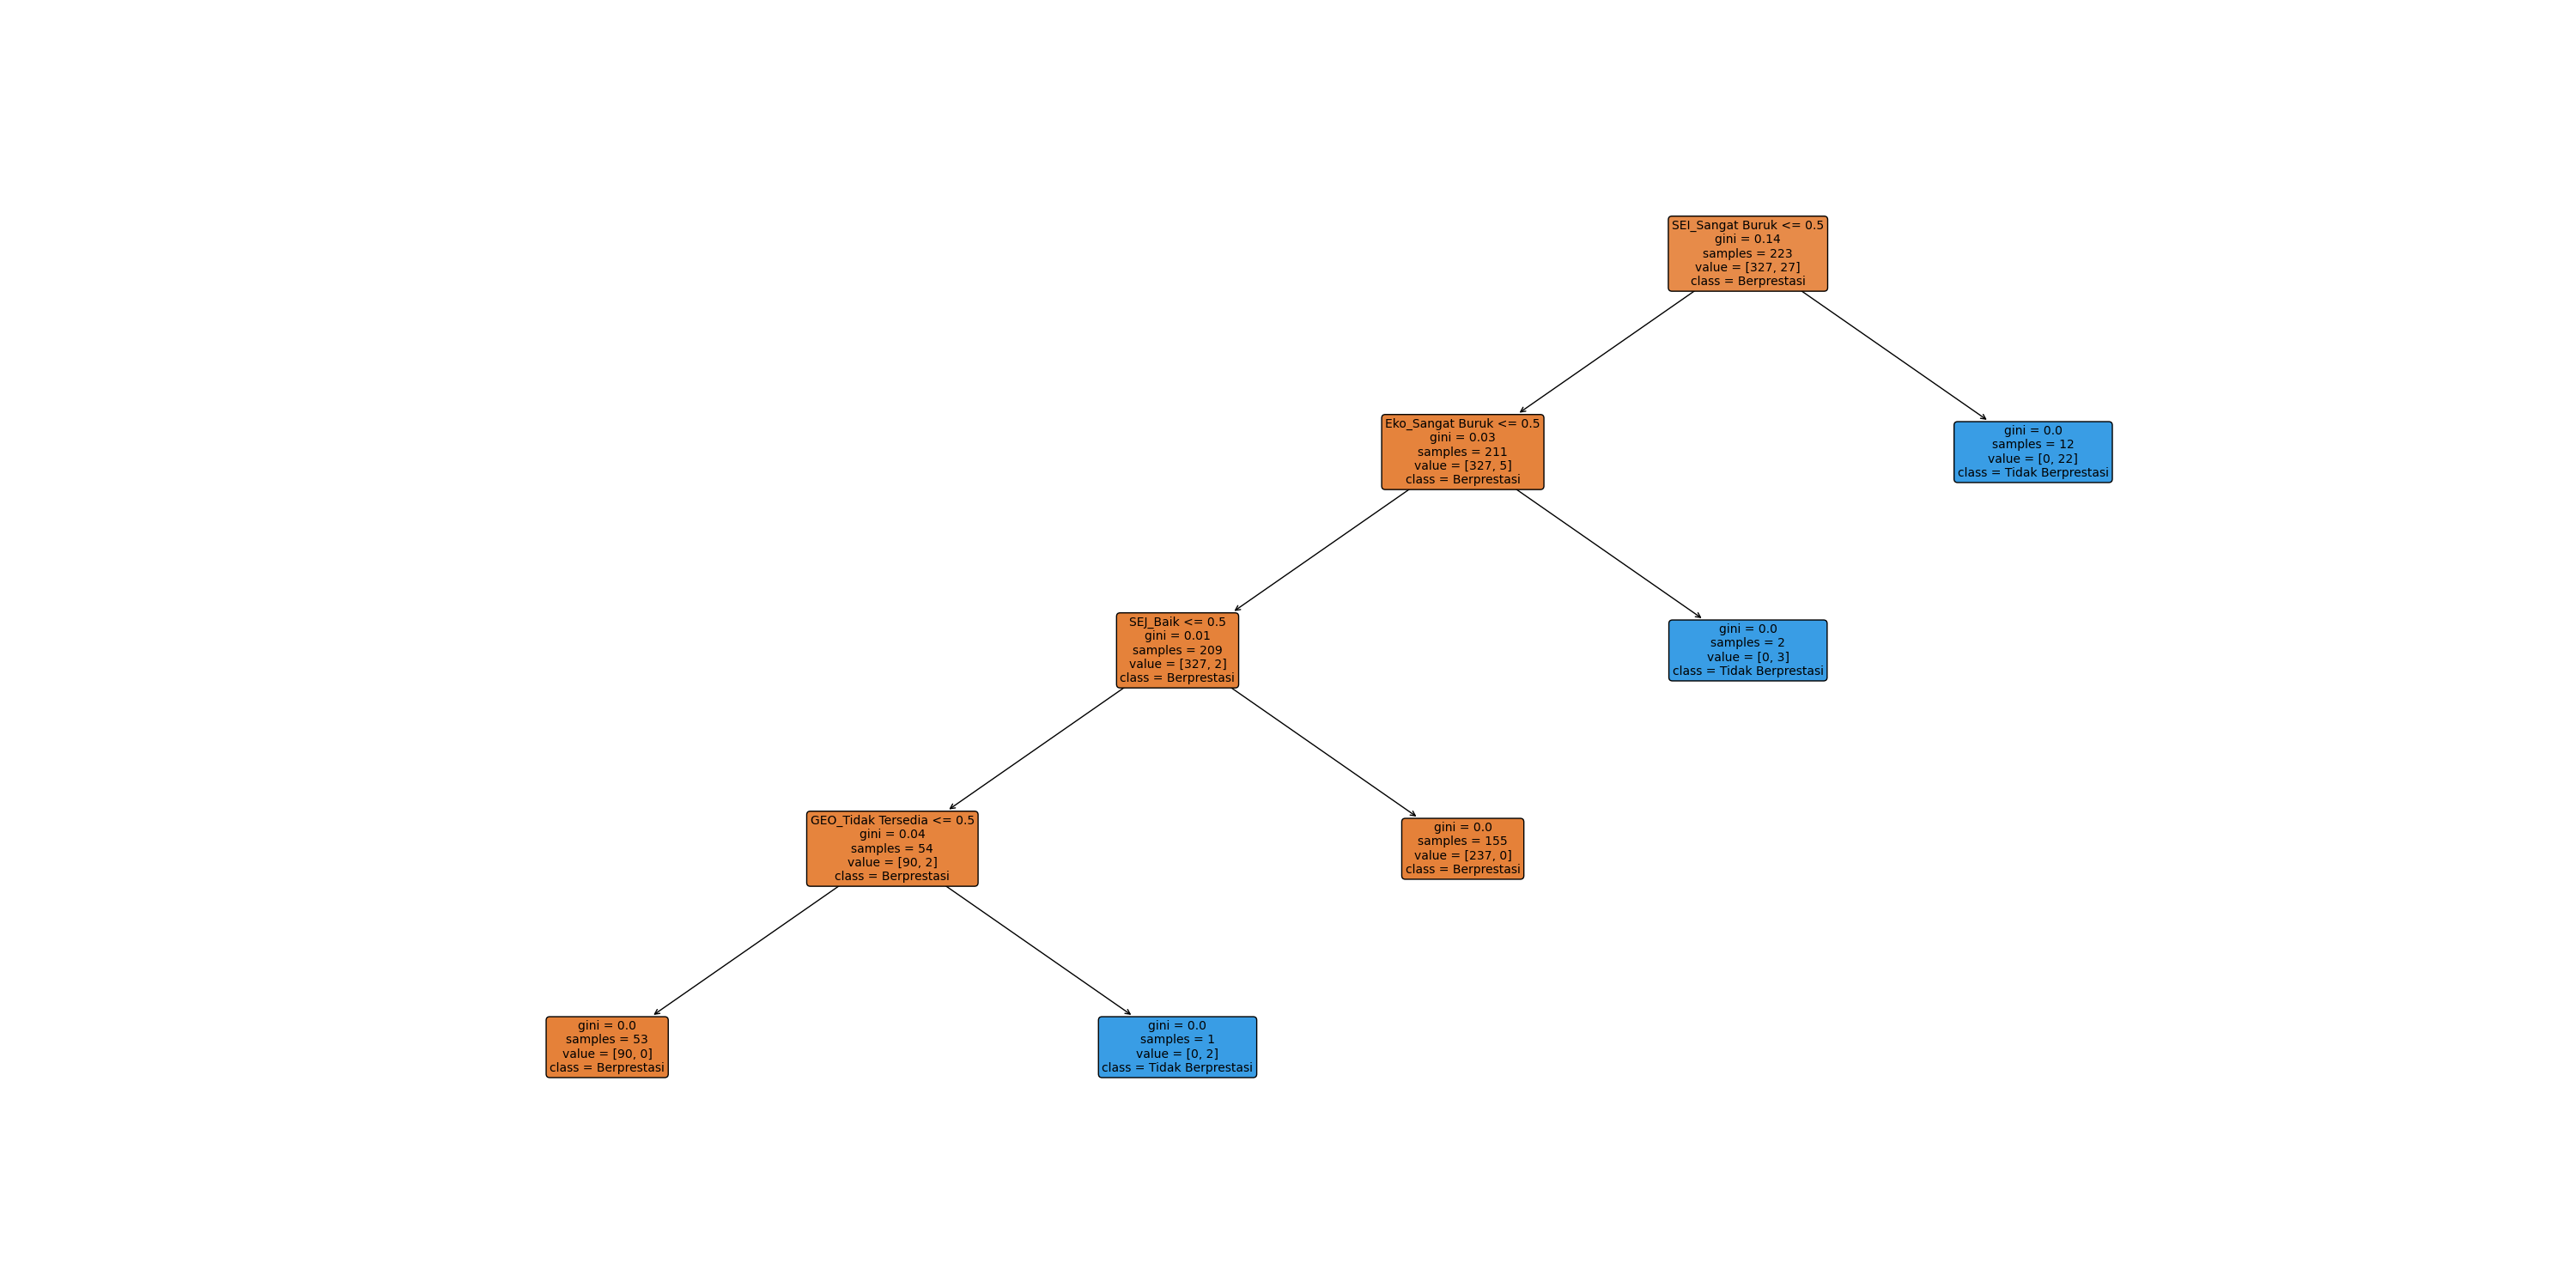 SEI_Sangat Buruk <= 0.5
gini = 0.14
samples = 223
value = [327, 27]
class = Berprestasi
Eko_Sangat Buruk <= 0.5
gini = 0.03
samples = 211
value = [327, 5]
class = Berprestasi
gini = 0.0
samples = 12
value = [0, 22]
class = Tidak Berprestasi
SEJ_Baik <= 0.5
gini = 0.01
samples = 209
value = [327, 2]
class = Berprestasi
gini = 0.0
samples = 2
value = [0, 3]
class = Tidak Berprestasi
GEO_Tidak Tersedia <= 0.5
gini = 0.04
samples = 54
value = [90, 2]
class = Berprestasi
gini = 0.0
samples = 155
value = [237, 0]
class = Berprestasi
gini = 0.0
samples = 53
value = [90, 0]
class = Berprestasi
gini = 0.0
samples = 1
value = [0, 2]
class = Tidak Berprestasi